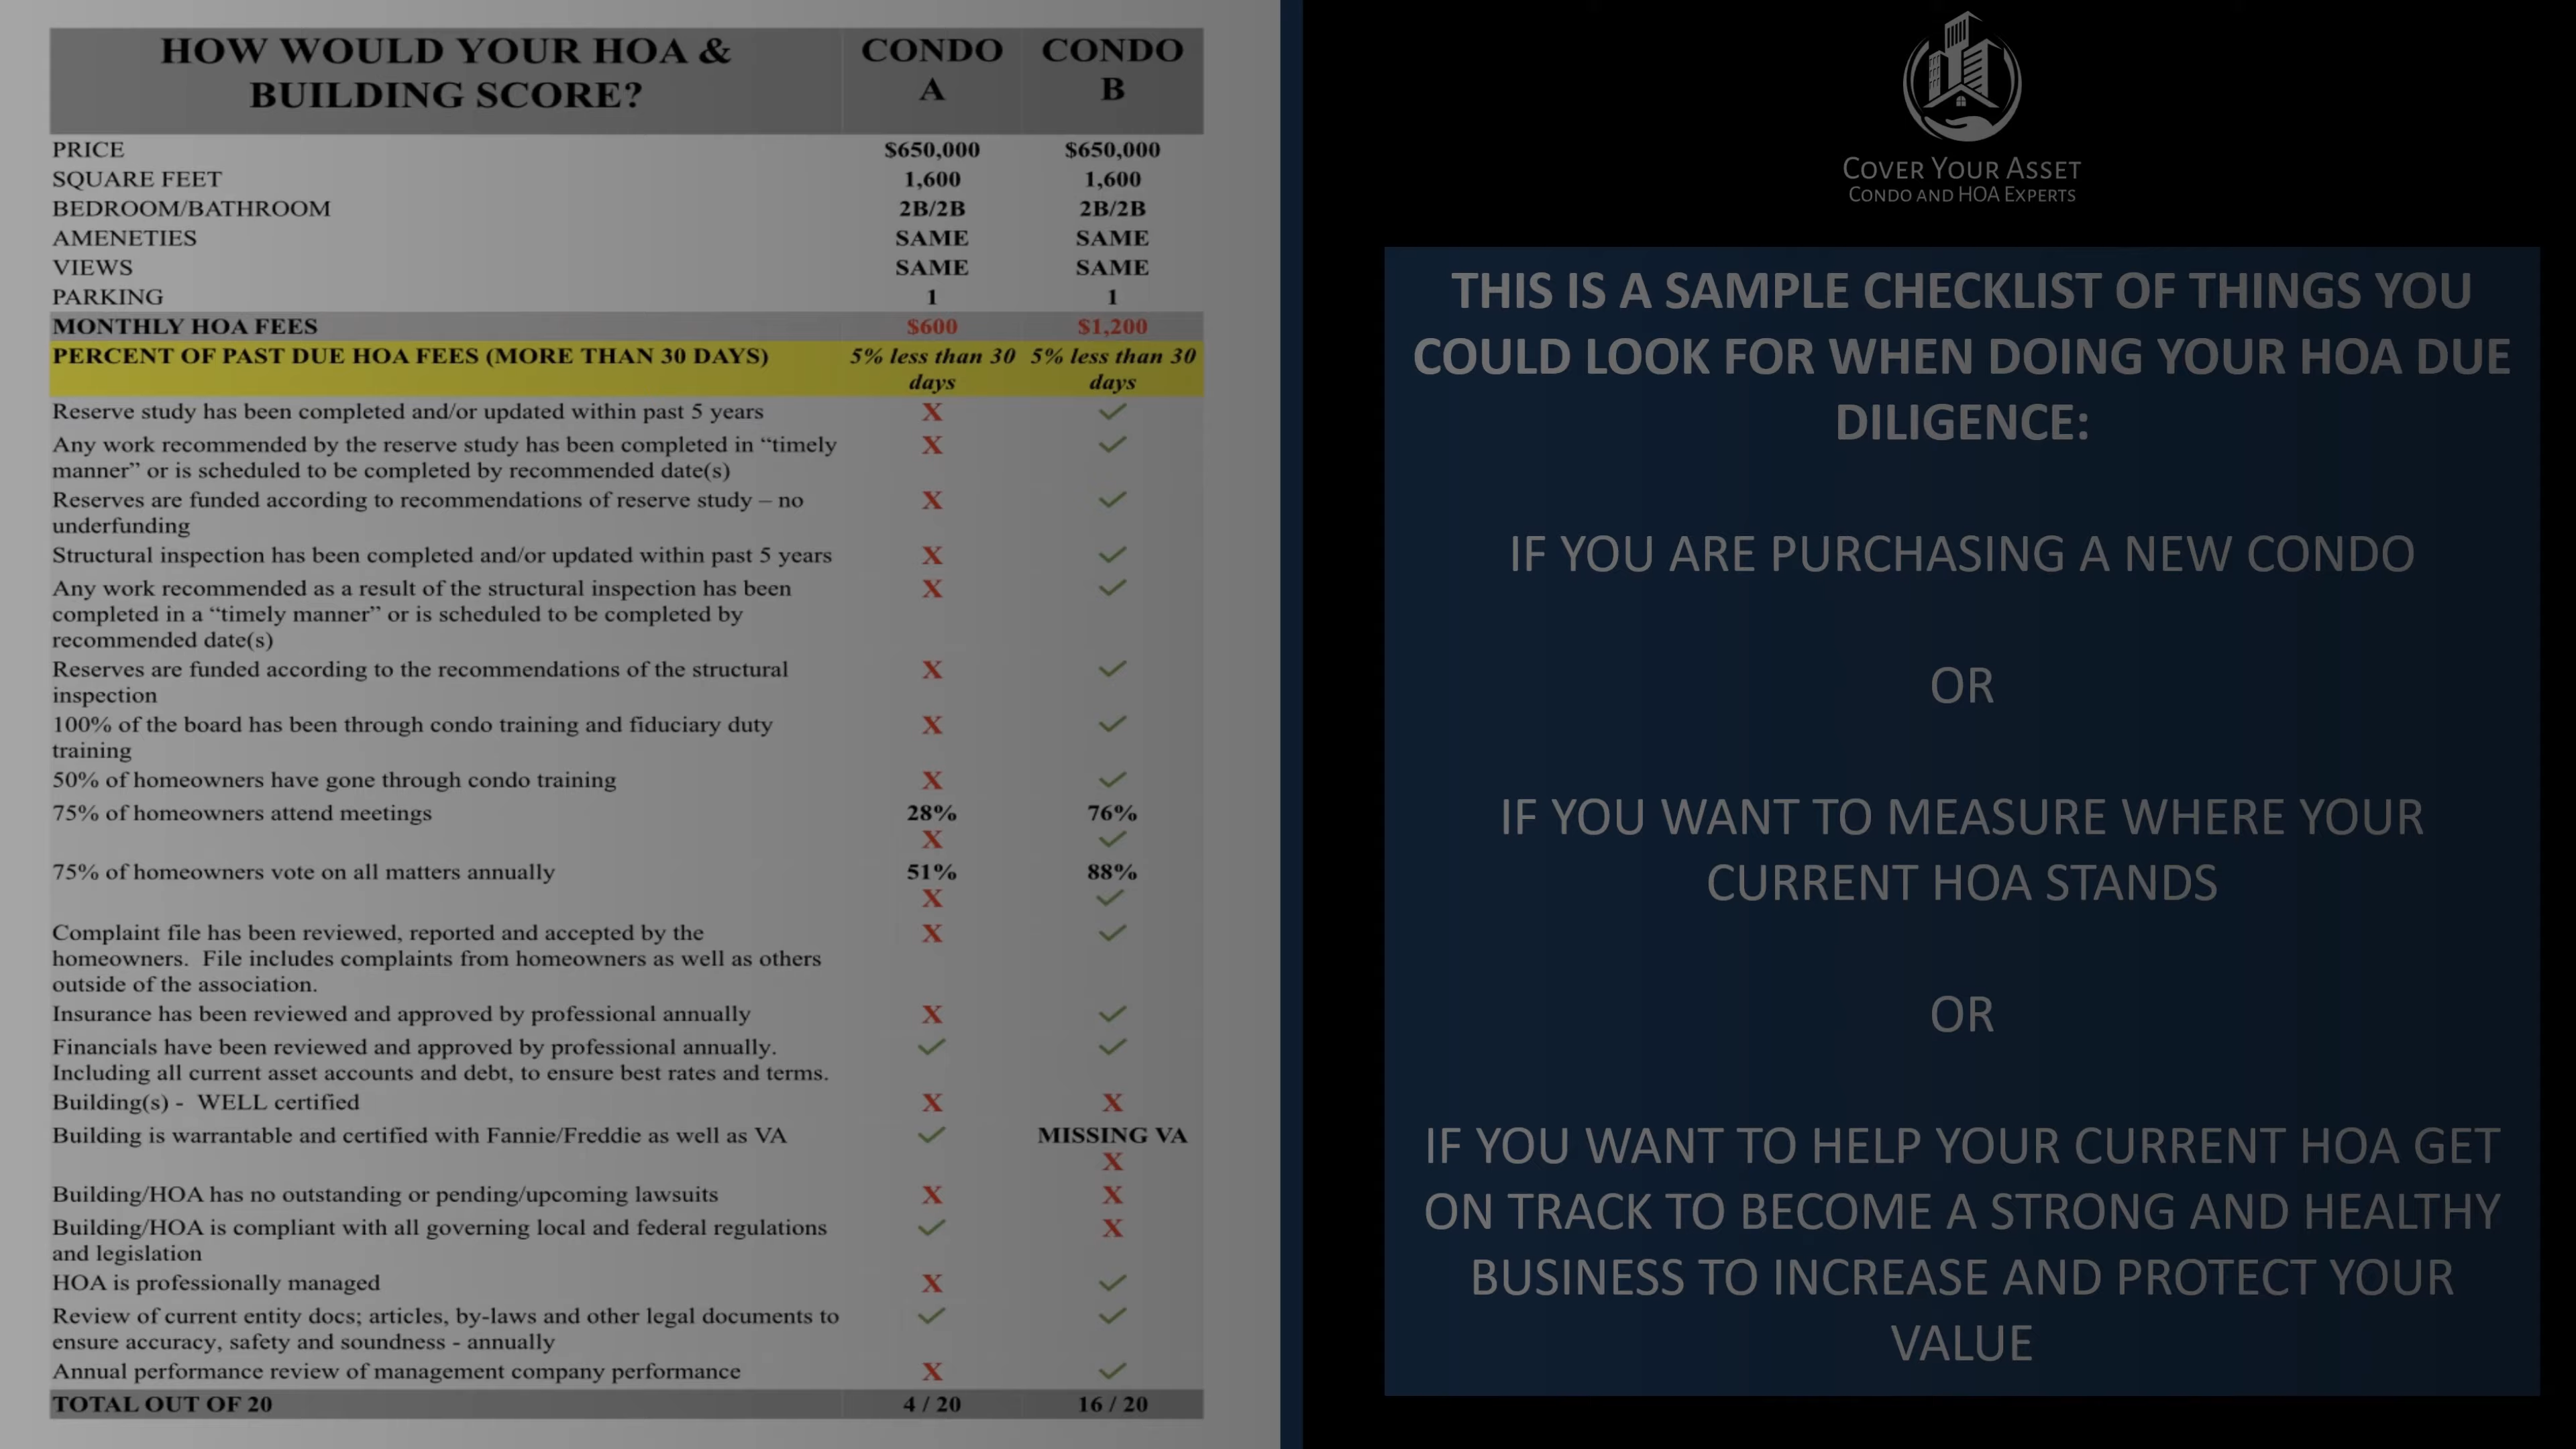 HOW WOULD YOUR HOA &
BUILDING SCORE?
CONDO
A
CONDO
B
PRICE $650,000 $650,000
SQUARE FEET 1,600 1,600
BEDROOM/BATHROOM 2B/2B 2B/2B
AMENETIES SAME SAME
VIEWS SAME SAME
PARKING 1 1
MONTHLY HOA FEES $600 $1,200
PERCENT OF PAST DUE HOA FEES (MORE THAN 30 DAYS) 5% less than 30 5% less than 30
days days
Reserve study has been completed and/or updated within past 5 years X ✓
Any work recommended by the reserve study has been completed in “timely X ✓
manner” or is scheduled to be completed by recommended date(s)
Reserves are funded according to recommendations of reserve study – no X ✓
underfunding
Structural inspection has been completed and/or updated within past 5 years X ✓
Any work recommended as a result of the structural inspection has been X ✓
completed in a “timely manner” or is scheduled to be completed by
recommended date(s)
Reserves are funded according to the recommendations of the structural X ✓
inspection
100% of the board has been through condo training and fiduciary duty X ✓
training
50% of homeowners have gone through condo training X ✓
75% of homeowners attend meetings 28% 76%
X ✓
75% of homeowners vote on all matters annually 51% 88%
X ✓
Complaint file has been reviewed, reported and accepted by the X ✓
homeowners. File includes complaints from homeowners as well as others
outside of the association.
Insurance has been reviewed and approved by professional annually X ✓
Financials have been reviewed and approved by professional annually. ✓ ✓
Including all current asset accounts and debt, to ensure best rates and terms.
Building(s) - WELL certified X X
Building is warrantable and certified with Fannie/Freddie as well as VA ✓ MISSING VA
X
Building/HOA has no outstanding or pending/upcoming lawsuits X X
Building/HOA is compliant with all governing local and federal regulations ✓ X
and legislation
HOA is professionally managed X ✓
Review of current entity docs; articles, by-laws and other legal documents to ✓ ✓
ensure accuracy, safety and soundness - annually
Annual performance review of management company performance X ✓
TOTAL OUT OF 20 4 / 20 16 / 20
COVER YOUR ASSET
CONDO AND HOA EXPERTS
THIS IS A SAMPLE CHECKLIST OF THINGS YOU
COULD LOOK FOR WHEN DOING YOUR HOA DUE
DILIGENCE:
IF YOU ARE PURCHASING A NEW CONDO
OR
IF YOU WANT TO MEASURE WHERE YOUR
CURRENT HOA STANDS
OR
IF YOU WANT TO HELP YOUR CURRENT HOA GET
ON TRACK TO BECOME A STRONG AND HEALTHY
BUSINESS TO INCREASE AND PROTECT YOUR
VALUE